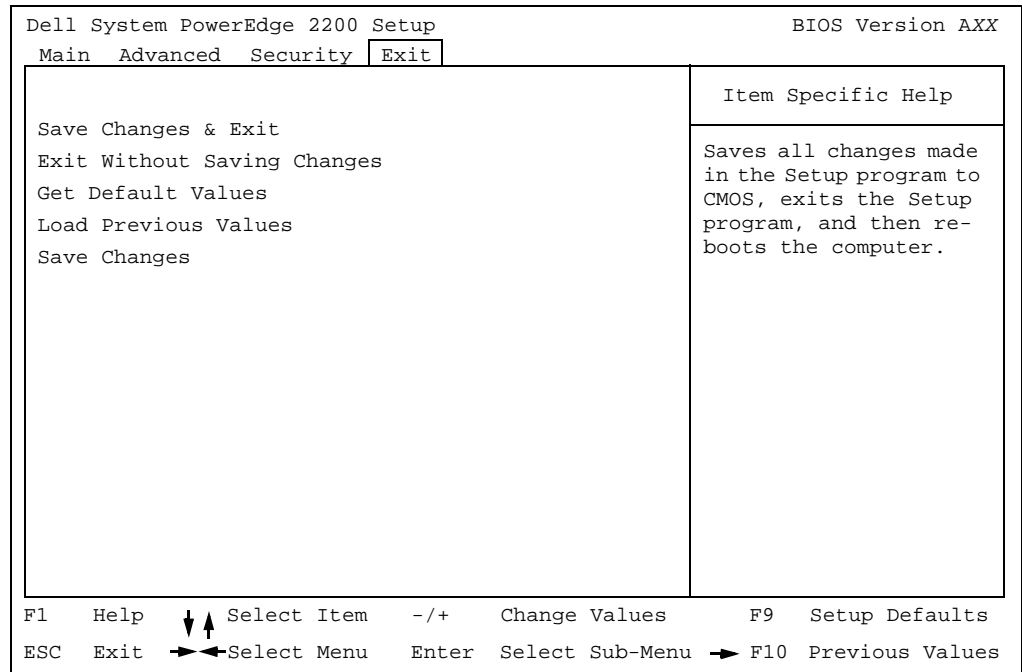 Dell System PowerEdge 2200 Setup BIOS Version AXX
Main Advanced Security Exit
Item Specific Help
Save Changes & Exit
Exit Without Saving Changes
Get Default Values
Load Previous Values
Save Changes
Saves all changes made
in the Setup program to
CMOS, exits the Setup
program, and then re-
boots the computer.
F1 Help Select Item -/+ Change Values F9 Setup Defaults
ESC Exit Select Menu Enter Select Sub-Menu F10 Previous Values